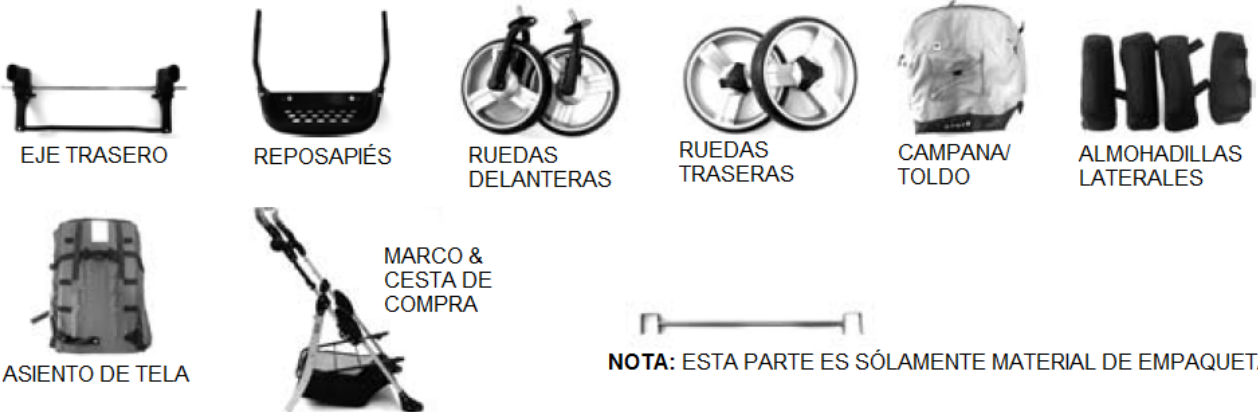 EJE TRASERO
REPOSAPIÉS
RUEDAS
DELANTERAS
RUEDAS
TRASERAS
CAMPANA/
TOLDO
ALMOHADILLAS
LATERALES
ASIENTO DE TELA
MARCO &
CESTA DE
COMPRA
NOTA: ESTA PARTE ES SÓLAMENTE MATERIAL DE EMPAQUET